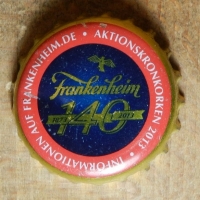 INFORMATIONEN AUF FRANKENHEIM.DE • AKTIONSKRONKORKEN 2013 •
Frankenheim
1873 140 2013